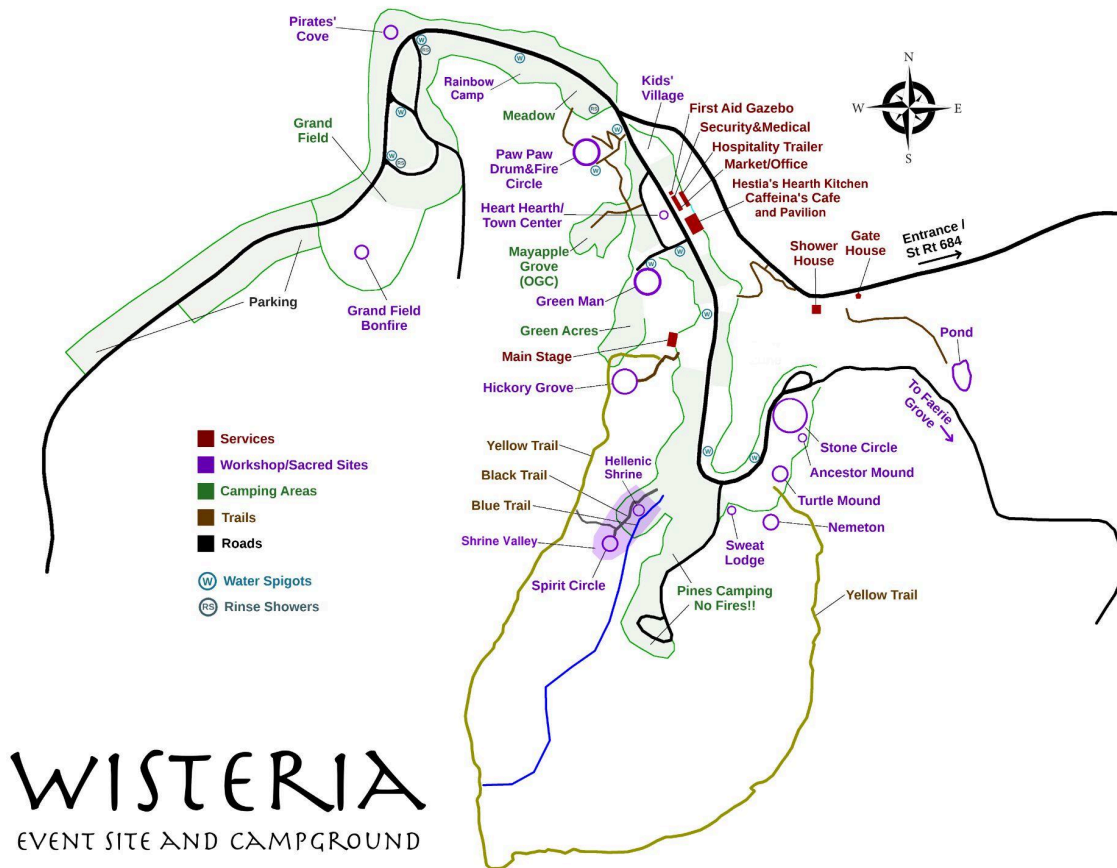 Pirates'
Cove
Rainbow
Camp
Kids'
Village
N
W
E
S
First Aid Gazebo
Meadow
Security&Medical
Grand
Field
Hospitality Trailer
Paw Paw
Drum&Fire
Circle
Market/Office
Hestia's Hearth Kitchen
Caffeina's Cafe
and Pavilion
Heart Hearth/
Town Center
Entrance /
St Rt 684
Gate
House
Shower
House
Mayapple
Grove
(OGC)
Parking
Green Man
Grand Field
Bonfire
Green Acres
Pond
Main Stage
Hickory Grove
To Faerie
Grove
Services
Workshop/Sacred Sites
Camping Areas
Trails
Roads
W Water Spigots
RS Rinse Showers
Yellow Trail
Hellenic
Shrine
Black Trail
Blue Trail
Shrine Valley
Spirit Circle
Stone Circle
Ancestor Mound
Turtle Mound
Nemeton
Sweat
Lodge
Pines Camping
No Fires!!
Yellow Trail
W
RS
W
W
RS
W
W
RS
W
W
W
W
W
W
W
WISTERIA
EVENT SITE AND CAMPGROUND